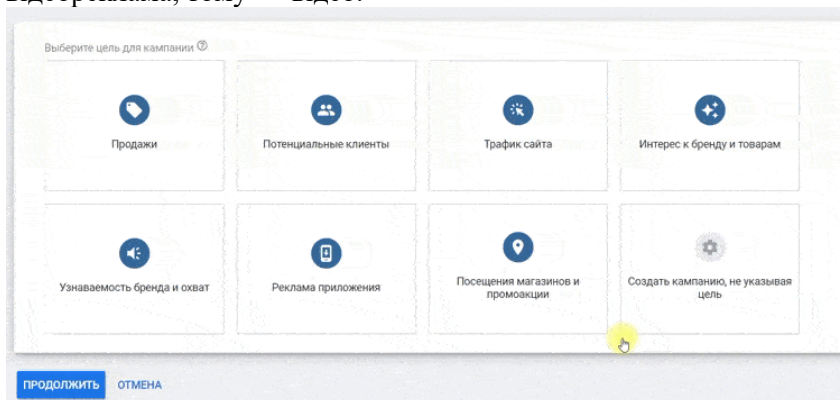 Выберите цель для кампании
Продажи
Потенциальные клиенты
Трафик сайта
Интерес к бренду и товарам
Узнаваемость бренда и охват
Реклама приложения
Посещения магазинов и
промоакции
Создать кампанию, не указывая
цель
ПРОДОЛЖИТЬ ОТМЕНА